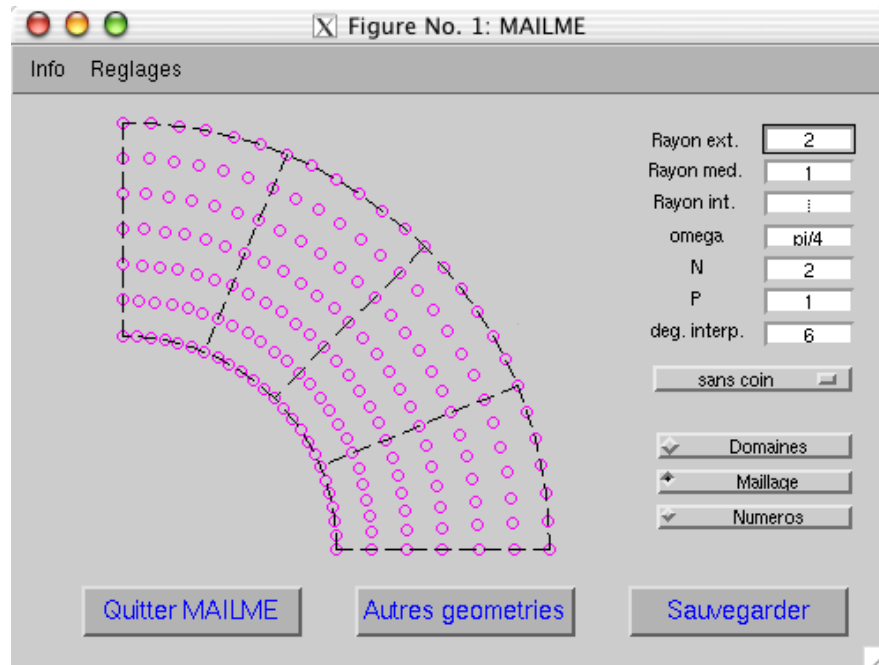 Figure No. 1: MAILME
Info Reglages
Rayon ext. 2
Rayon med. 1
Rayon int.
omega pi/4
N 2
P 1
deg. interp. 6
sans coin
Domaines
Maillage
Numeros
Quitter MAILME Autres geometries Sauvegarder